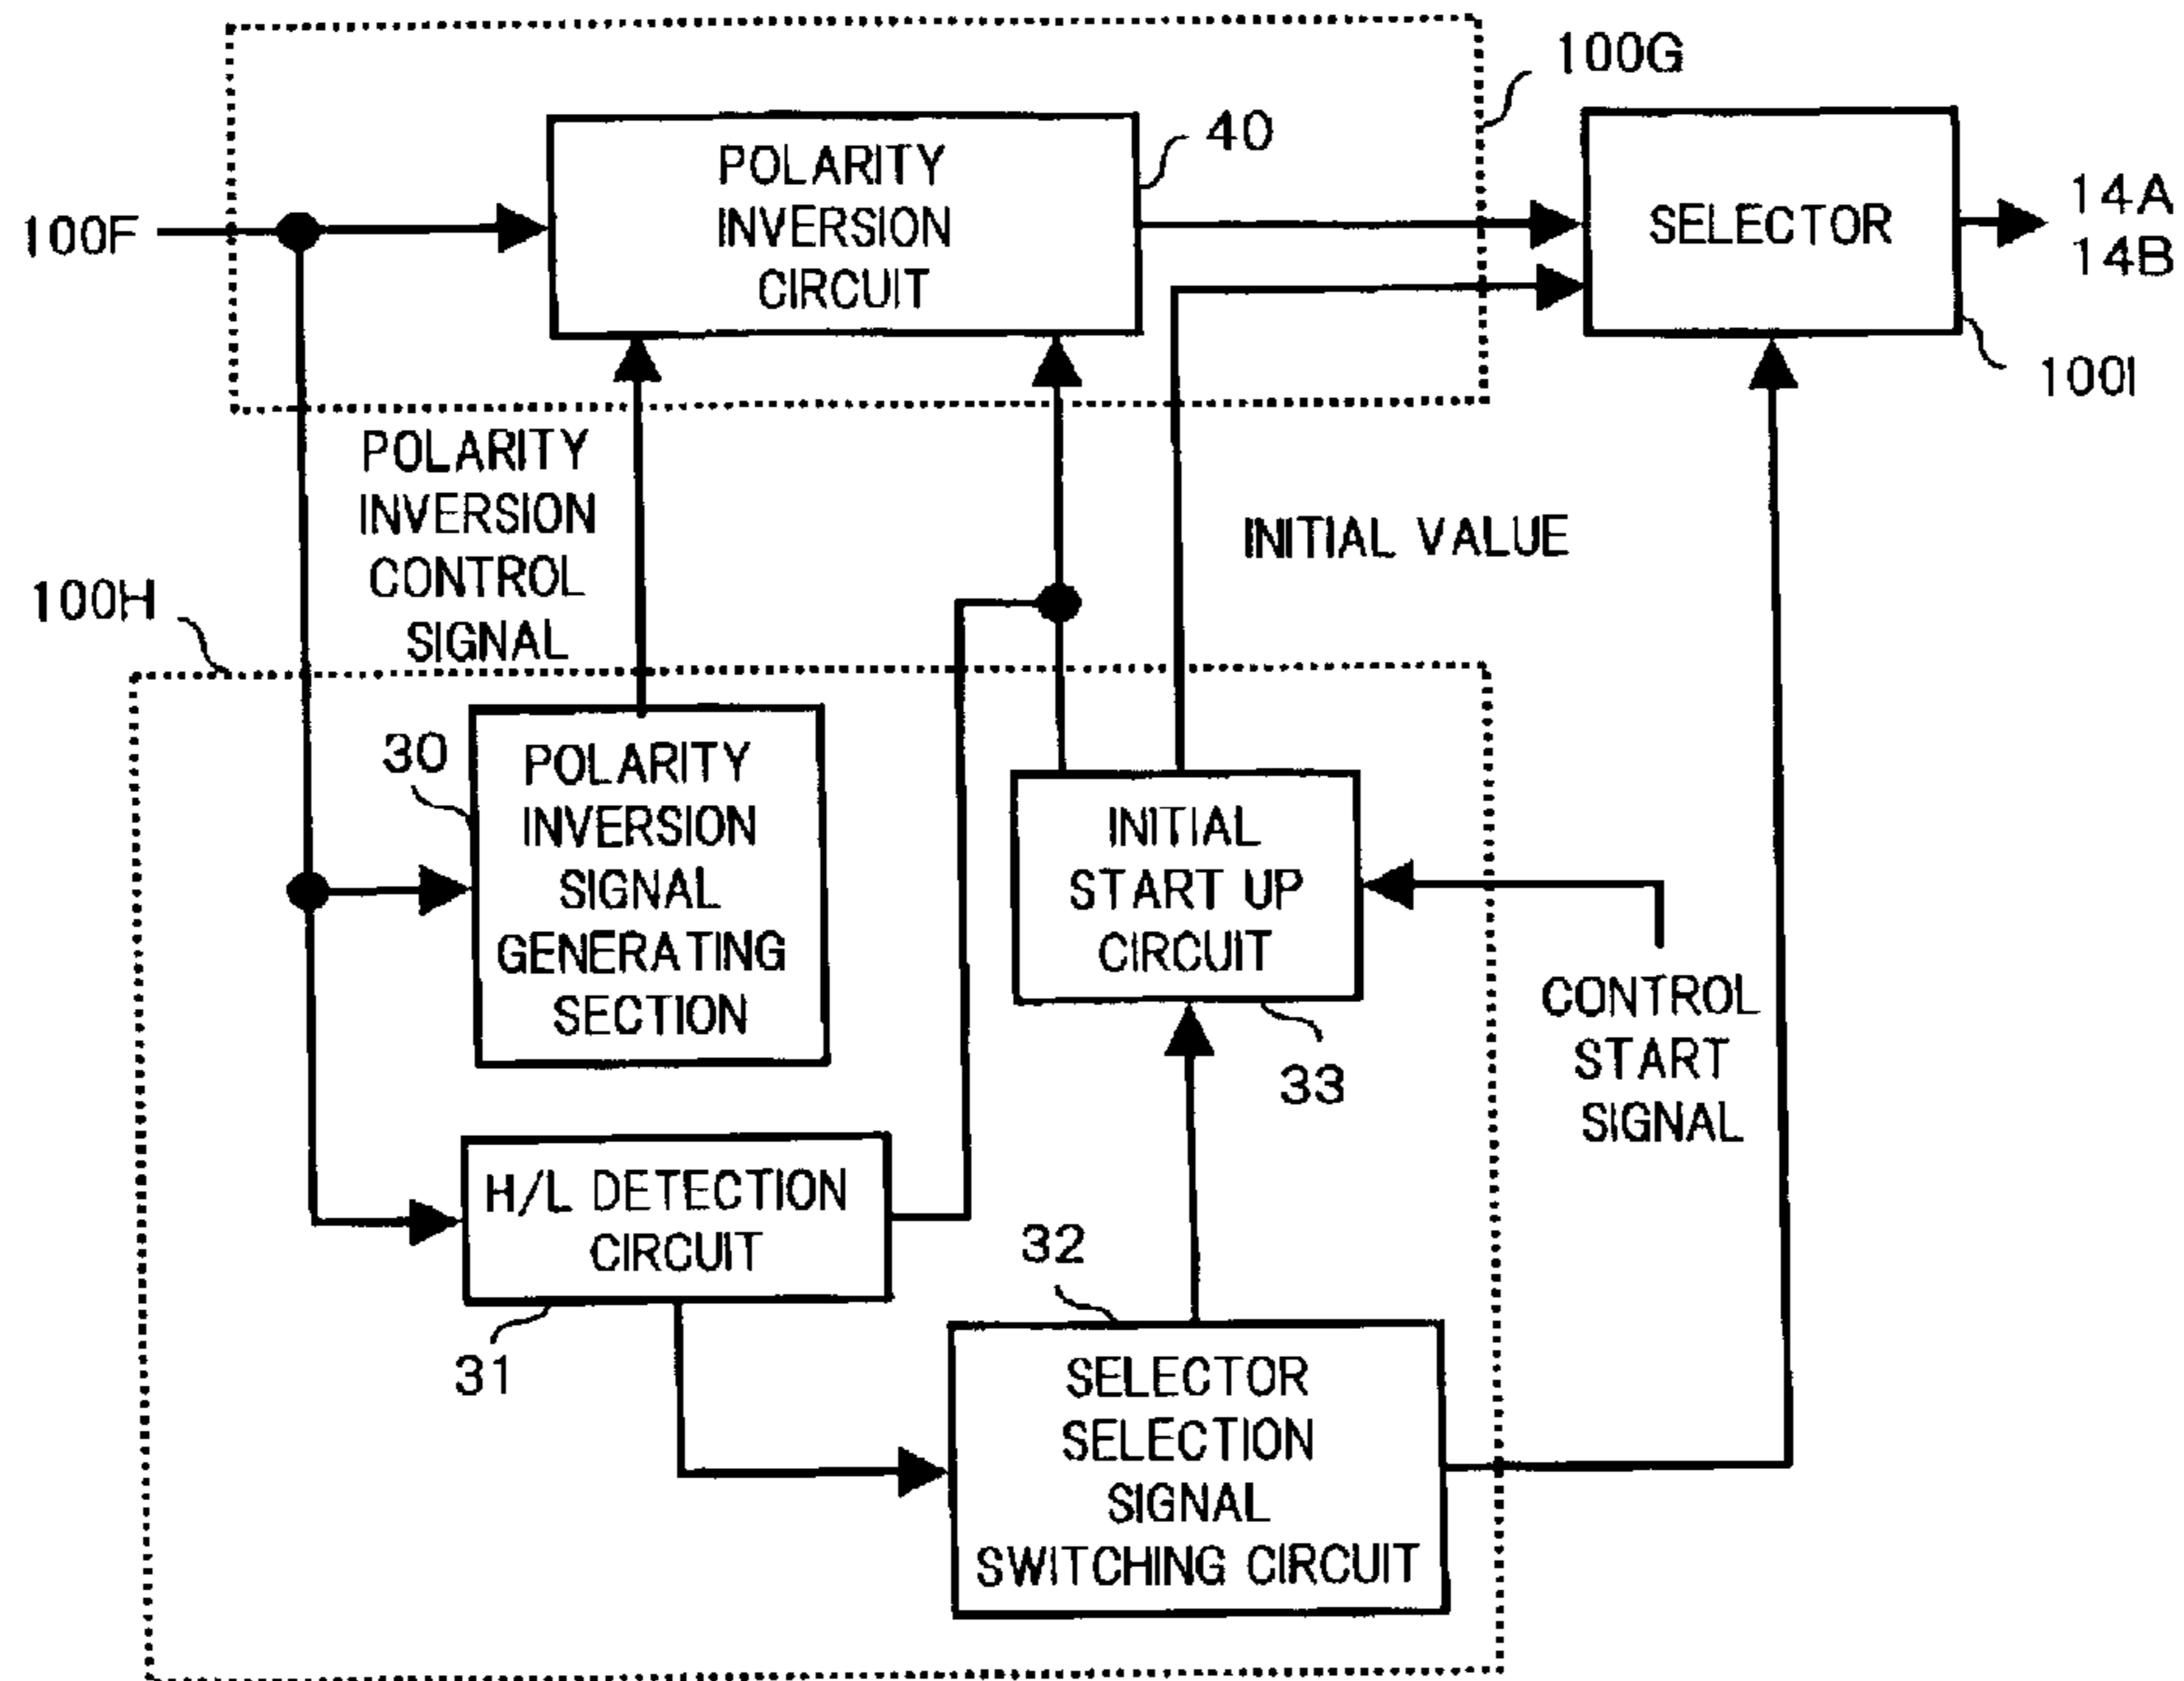 100G
40
POLARITY
INVERSION
CIRCUIT
100F
SELECTOR
14A
14B
100I
POLARITY
INVERSION
CONTROL
SIGNAL
INITIAL VALUE
100H
30
POLARITY
INVERSION
SIGNAL
GENERATING
SECTION
INITIAL
START UP
CIRCUIT
33
CONTROL
START
SIGNAL
H/L DETECTION
CIRCUIT
31
32
SELECTOR
SELECTION
SIGNAL
SWITCHING CIRCUIT